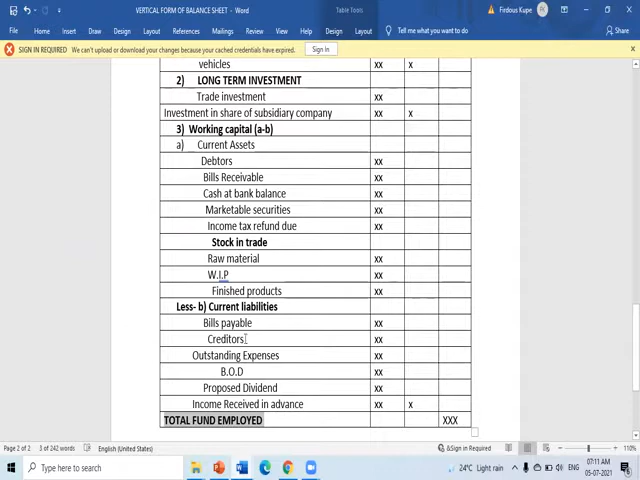 VERTICAL FORM OF BALANCE SHEET - Word
Table Tools
Firdous Kupe
FK
File Home Insert Draw Design Layout References Mailings Review View Help Design Layout Tell me what you want to do Share
SIGN IN REQUIRED We can't upload or download your changes because your cached credentials have expired. Sign In
vehicles xx x
2) LONG TERM INVESTMENT
Trade investment xx
Investment in share of subsidiary company xx x
3) Working capital (a-b)
a) Current Assets
Debtors xx
Bills Receivable xx
Cash at bank balance xx
Marketable securities xx
Income tax refund due xx
Stock in trade
Raw material xx
W.I.P xx
Finished products xx
Less- b) Current liabilities
Bills payable xx
Creditors xx
Outstanding Expenses xx
B.O.D xx
Proposed Dividend xx
Income Received in advance xx x
TOTAL FUND EMPLOYED XXX
Page 2 of 2 3 of 242 words English (United States) Sign in Required 110%
Type here to search
24°C Light rain ENG 07:11 AM
05-07-2021